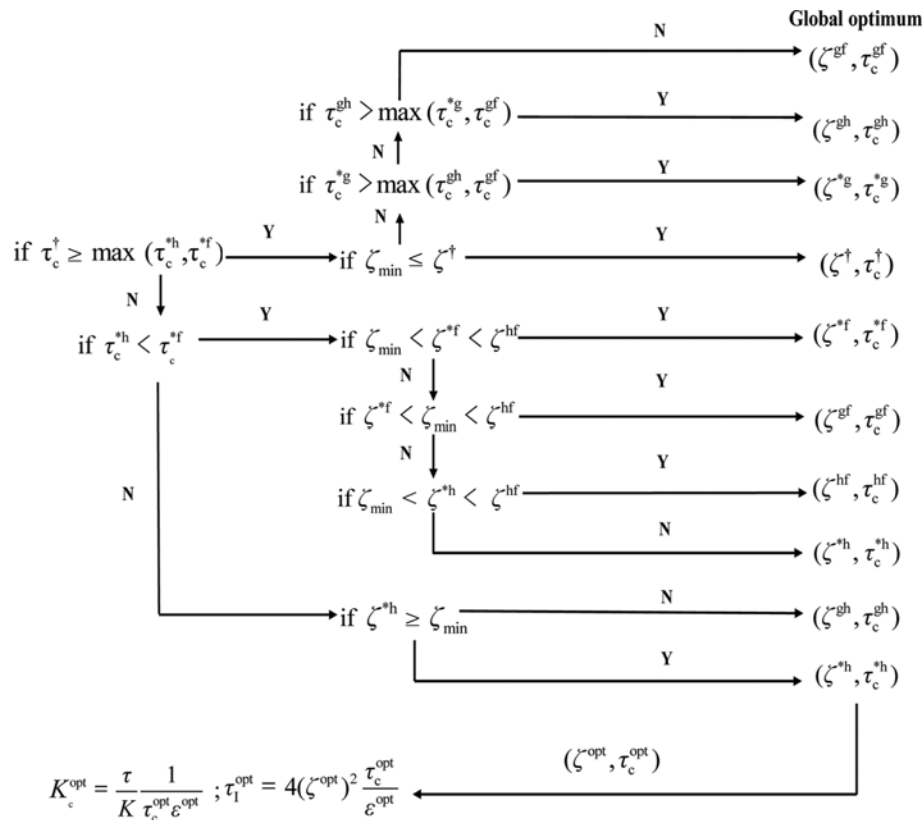 Global optimum
N
(ζ^gf, τ_c^gf)
if τ_c^gh > max(τ_c^*g, τ_c^gf)
Y
(ζ^gh, τ_c^gh)
N
if τ_c^*g > max(τ_c^gh, τ_c^gf)
Y
(ζ^*g, τ_c^*g)
N
if τ_c^† ≥ max (τ_c^*h, τ_c^*f)
Y
if ζ_min ≤ ζ^†
Y
(ζ^†, τ_c^†)
N
if τ_c^*h < τ_c^*f
Y
if ζ_min < ζ^*f < ζ^hf
Y
(ζ^*f, τ_c^*f)
N
if ζ^*f < ζ_min < ζ^hf
Y
(ζ^gf, τ_c^gf)
N
N
if ζ_min < ζ^*h < ζ^hf
Y
(ζ^hf, τ_c^hf)
N
(ζ^*h, τ_c^*h)
if ζ^*h ≥ ζ_min
N
(ζ^gh, τ_c^gh)
Y
(ζ^*h, τ_c^*h)
(ζ^opt, τ_c^opt)
K_c^opt = τ/K 1/(τ_c^opt ε^opt) ; τ_I^opt = 4(ζ^opt)^2 τ_c^opt/ε^opt